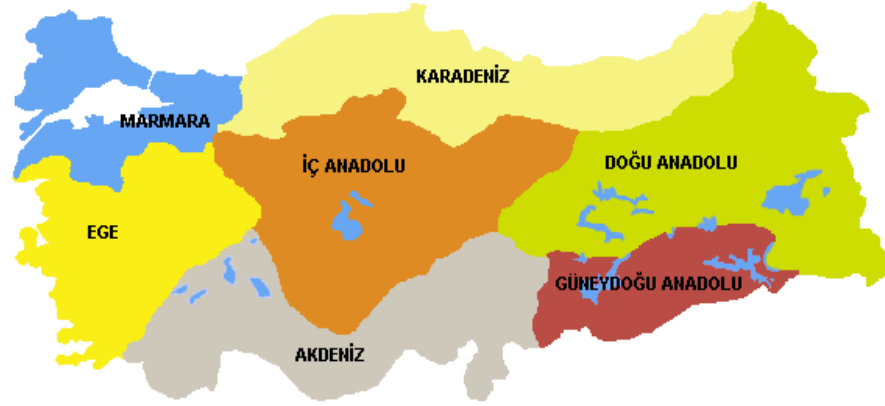 KARADENİZ
MARMARA
İÇ ANADOLU
DOĞU ANADOLU
EGE
GÜNEYDOĞU ANADOLU
AKDENİZ